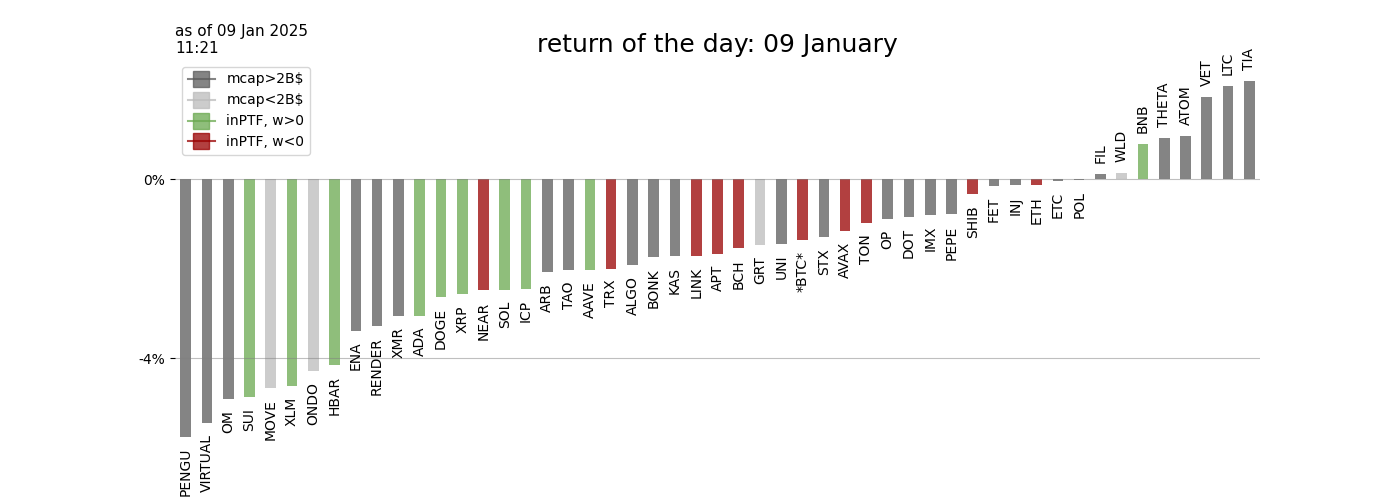 as of 09 Jan 2025
11:21
return of the day: 09 January
mcap>2B$
mcap<2B$
inPTF, w>0
inPTF, w<0
0%
-4%
PENGU
VIRTUAL
OM
SUI
MOVE
XLM
ONDO
HBAR
ENA
RENDER
XMR
ADA
DOGE
XRP
NEAR
SOL
ICP
ARB
TAO
AAVE
TRX
ALGO
BONK
KAS
LINK
APT
BCH
GRT
UNI
*BTC*
STX
AVAX
TON
OP
DOT
IMX
PEPE
SHIB
FET
INJ
ETH
ETC
POL
FIL
WLD
BNB
THETA
ATOM
VET
LTC
TIA